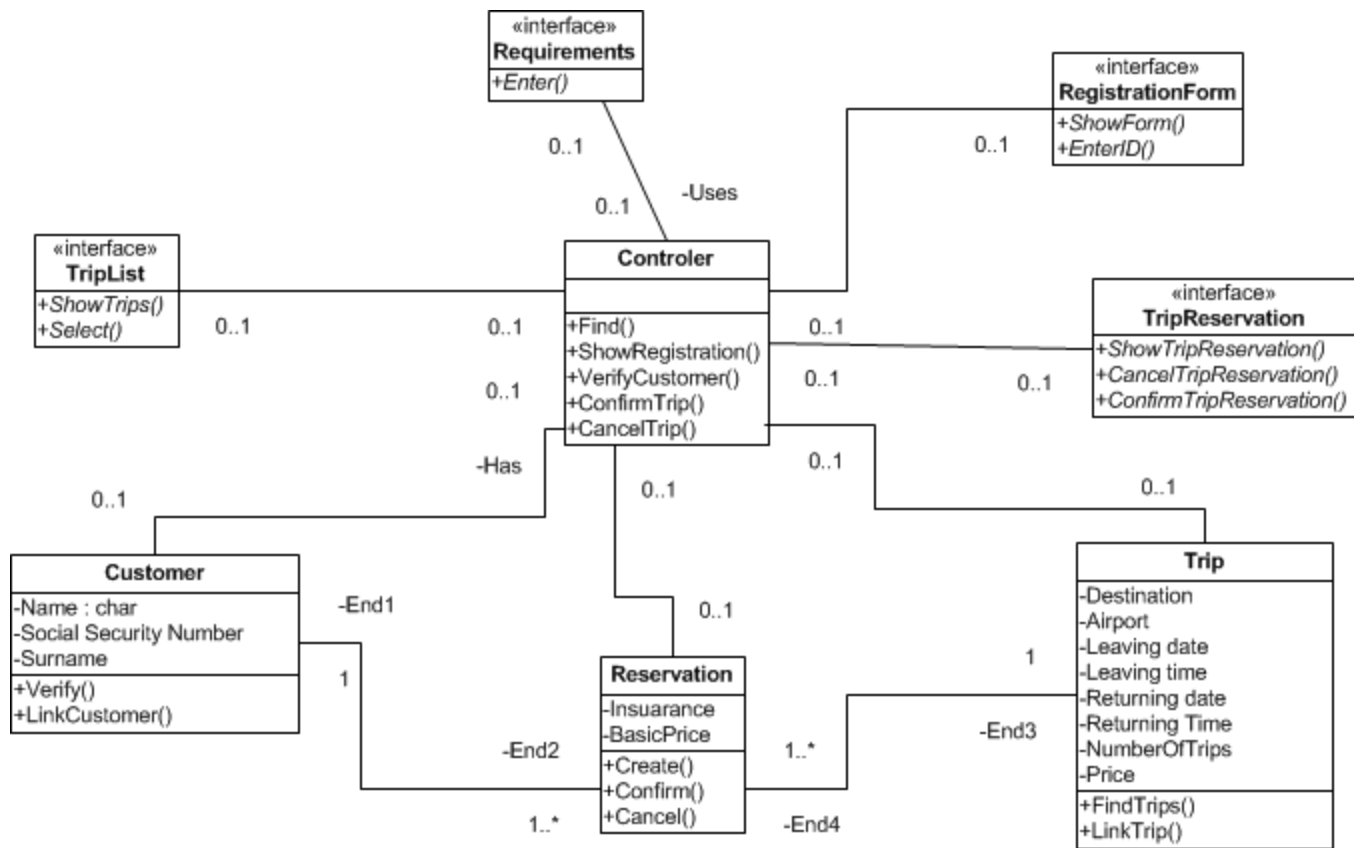 «interface»
Requirements
+Enter()
«interface»
RegistrationForm
+ShowForm()
+EnterID()
0..1
0..1
0..1
-Uses
«interface»
TripList
+ShowTrips()
+Select()
0..1
0..1
Controler
+Find()
+ShowRegistration()
+VerifyCustomer()
+ConfirmTrip()
+CancelTrip()
0..1
«interface»
TripReservation
+ShowTripReservation()
+CancelTripReservation()
+ConfirmTripReservation()
0..1
0..1
0..1
-Has
0..1
0..1
0..1
0..1
Customer
-Name : char
-Social Security Number
-Surname
+Verify()
+LinkCustomer()
-End1
1
0..1
Reservation
-Insuarance
-BasicPrice
+Create()
+Confirm()
+Cancel()
-End2
1..*
1..*
-End4
1
-End3
Trip
-Destination
-Airport
-Leaving date
-Leaving time
-Returning date
-Returning Time
-NumberOfTrips
-Price
+FindTrips()
+LinkTrip()